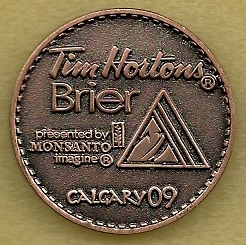 Tim Hortons®
Brier
presented by
MONSANTO
imagine®
CALGARY 09